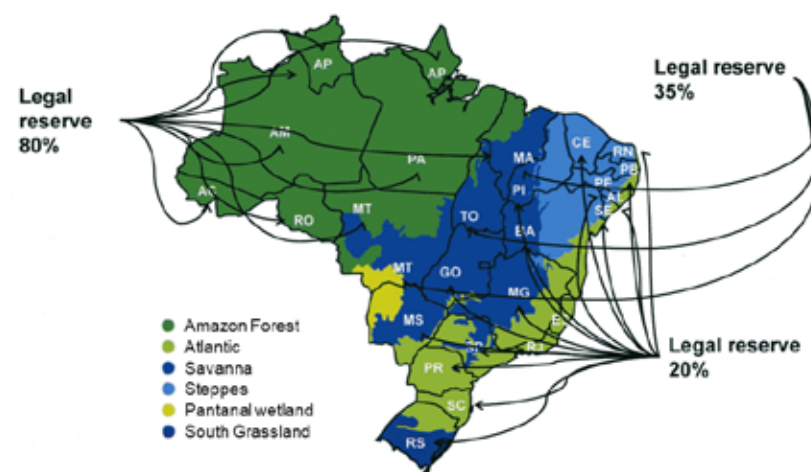 Legal
reserve
80%
Legal reserve
35%
AP
AP
AM
PA
AC
RO
MT
MA
CE
RN
PB
PI
PE
AL
SE
TO
BA
MT
GO
MG
MS
SP
RJ
PR
SC
RS
Amazon Forest
Atlantic
Savanna
Steppes
Pantanal wetland
South Grassland
Legal reserve
20%